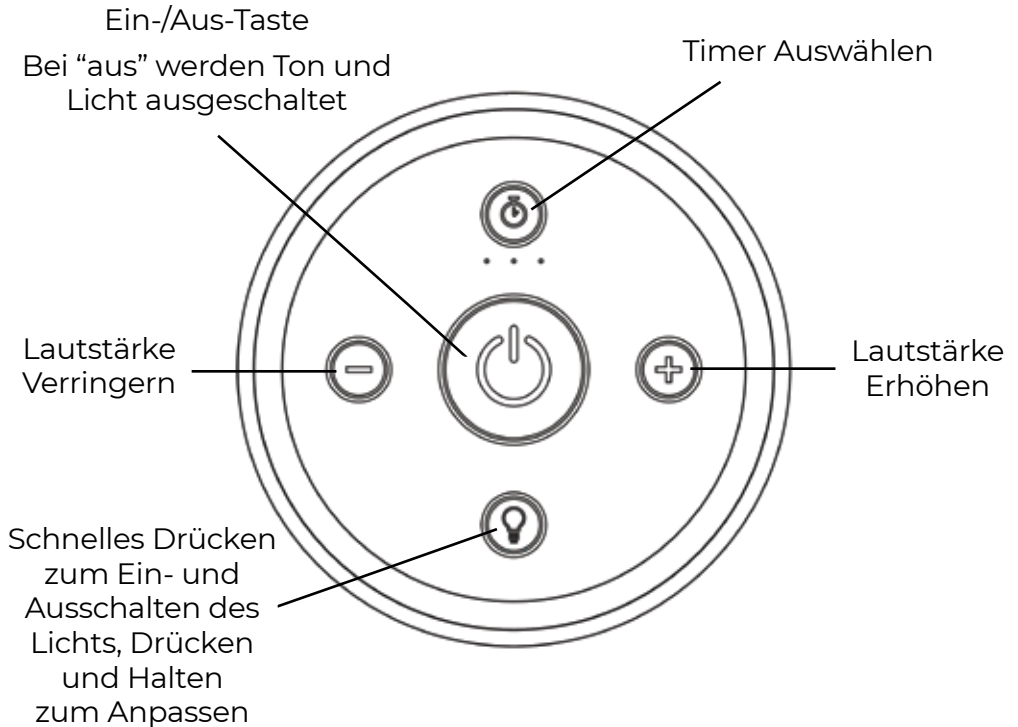 Ein-/Aus-Taste
Bei “aus” werden Ton und
Licht ausgeschaltet
Timer Auswählen
Lautstärke
Verringern
Lautstärke
Erhöhen
Schnelles Drücken
zum Ein- und
Ausschalten des
Lichts, Drücken
und Halten
zum Anpassen